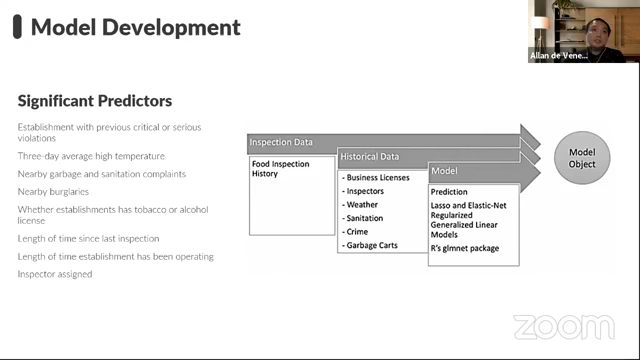 Model Development
Allan de Vene...
Significant Predictors
Establishment with previous critical or serious
violations
Three-day average high temperature
Nearby garbage and sanitation complaints
Nearby burglaries
Whether establishments has tobacco or alcohol
license
Length of time since last inspection
Length of time establishment has been operating
Inspector assigned
Inspection Data
Food Inspection
History
Historical Data
- Business Licenses
- Inspectors
- Weather
- Sanitation
- Crime
- Garbage Carts
Model
Prediction
Lasso and Elastic-Net
Regularized
Generalized Linear
Models
R's glmnet package
Model
Object
zoom